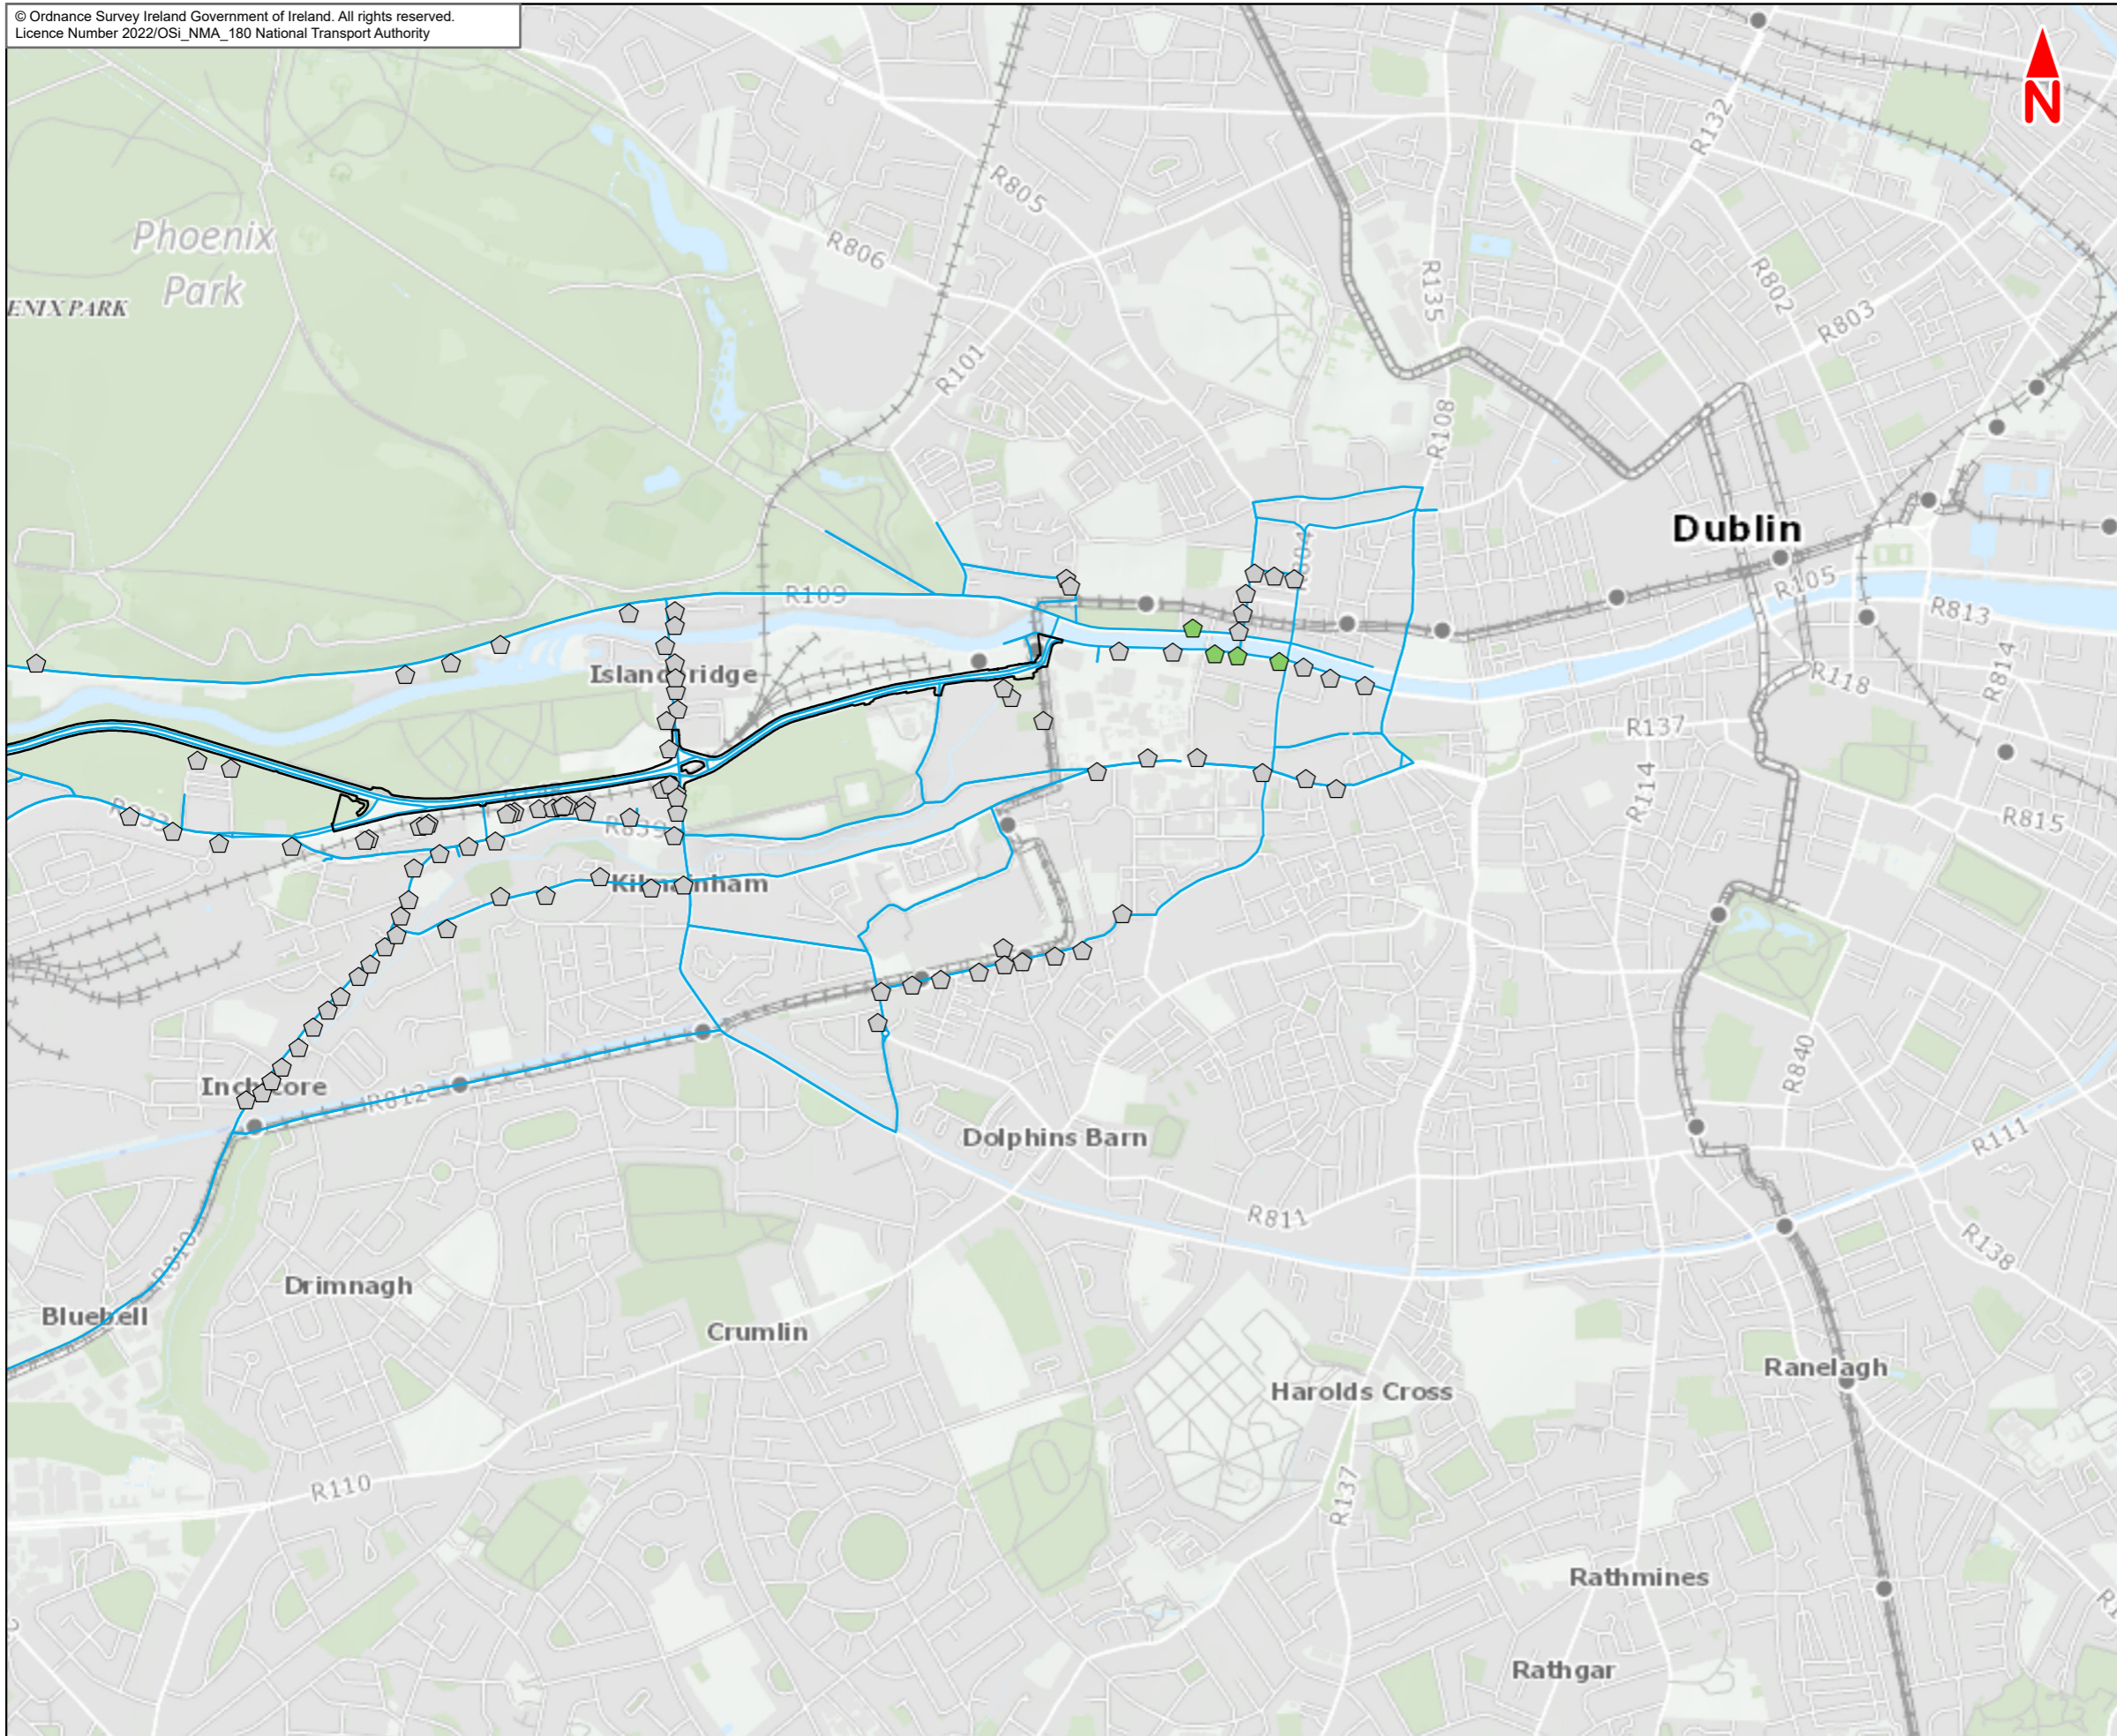 © Ordnance Survey Ireland Government of Ireland. All rights reserved.
Licence Number 2022/OSi_NMA_180 National Transport Authority
N
R132
R805
R806
Phoenix
Park
ENIX PARK
R135
R802
R803
R101
R108
Dublin
R105
R109
R813
R814
R118
R137
R114
R815
R840
R812
Dolphins Barn
R111
R811
R138
R810
Drimnagh
Crumlin
Ranelagh
Harolds Cross
R110
R137
Rathmines
Rathgar